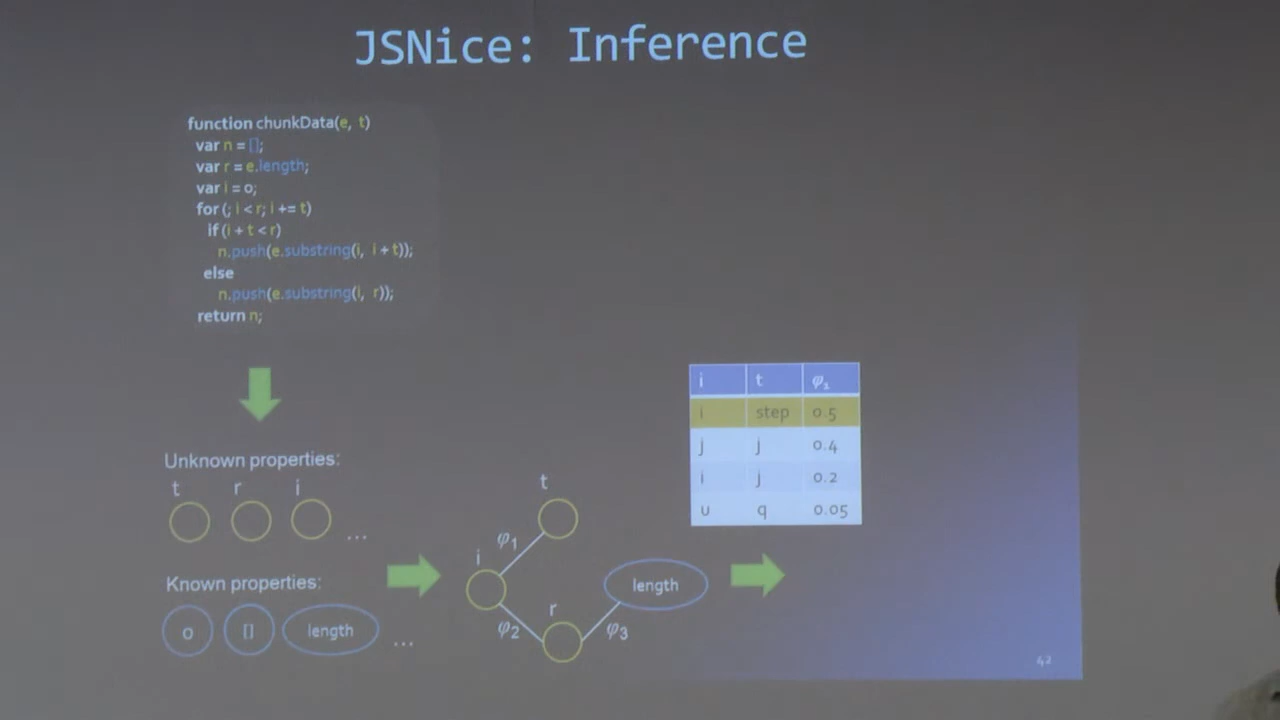 JSNice: Inference
function chunkData(e, t)
var n = [];
var r = e.length;
var i = 0;
for (; i < r; i += t)
if (i + t < r)
n.push(e.substring(i, i + t));
else
n.push(e.substring(i, r));
return n;
Unknown properties:
t r i
...
Known properties:
0 [] length
...
t
φ1
i
length
r
φ2 φ3
i t φ1
i step 0.5
j j 0.4
i j 0.2
u q 0.05
42